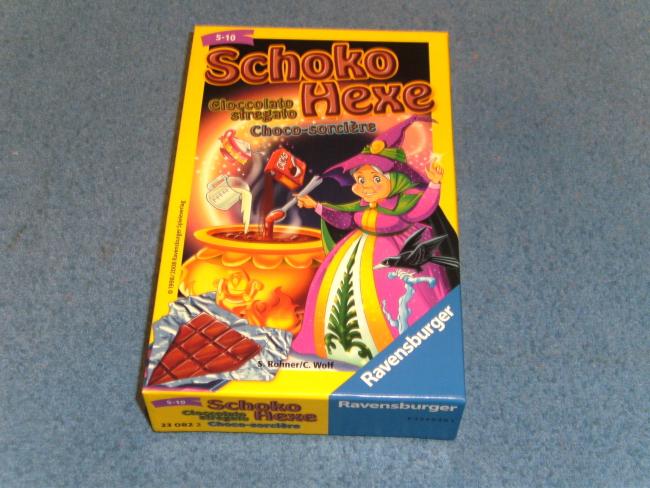 5-10
Schoko
Hexe
Cioccolato
stregato
Choco-sorcière
S. Rohner/C. Wolf
Ravensburger
5-10
Schoko
Hexe
Cioccolato
stregato
Choco-sorcière
Ravensburger